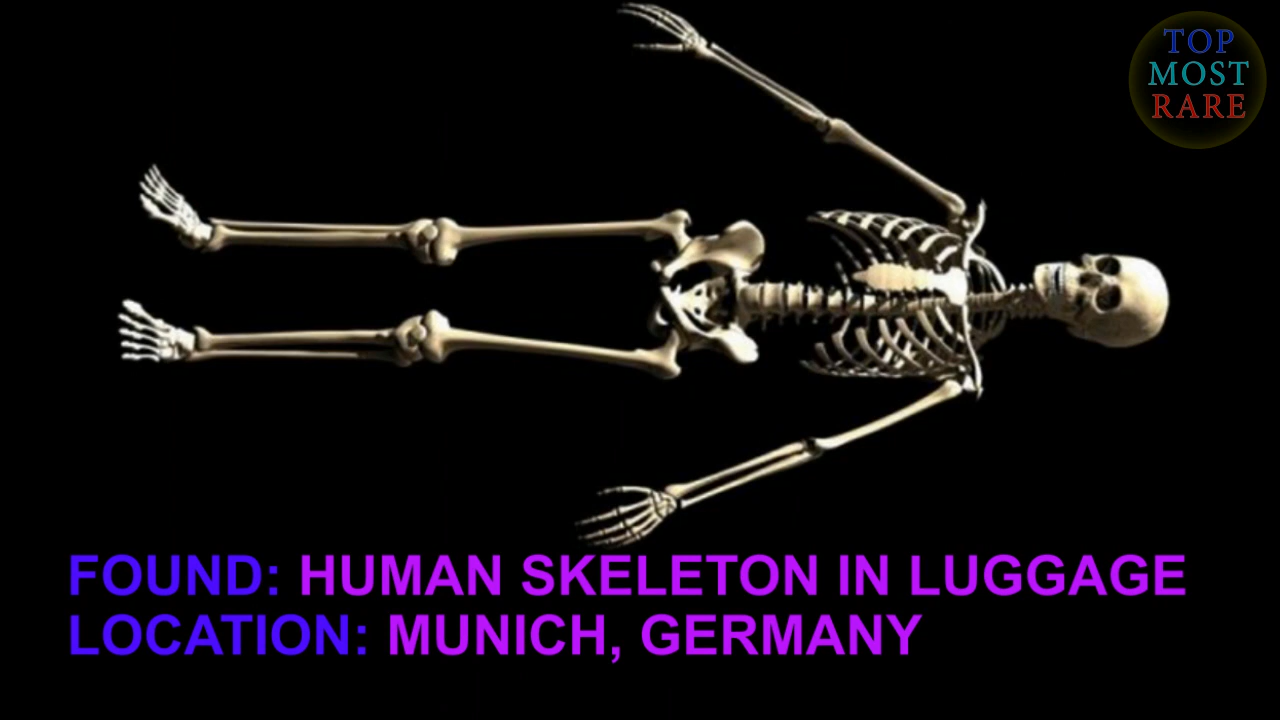 TOP
MOST
RARE
FOUND: HUMAN SKELETON IN LUGGAGE
LOCATION: MUNICH, GERMANY